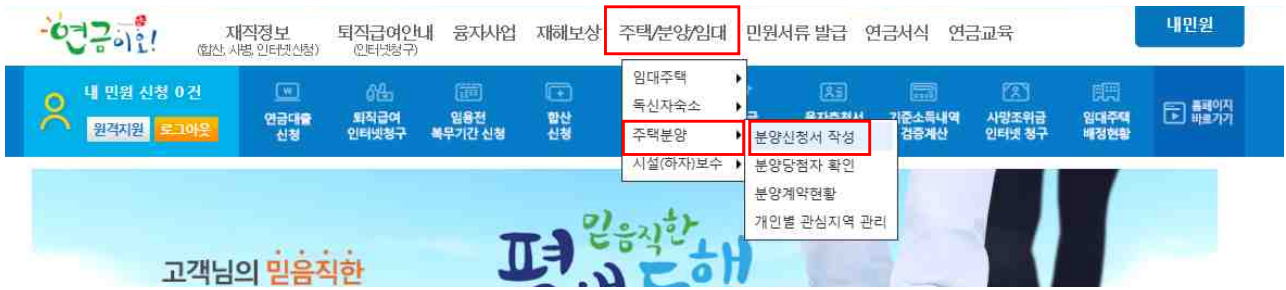 연금이음!
재직정보
(합산, 사병, 인터넷신청)
퇴직급여안내
(인터넷청구)
융자사업
재해보상
주택/분양/임대
민원서류 발급
연금서식
연금교육
내민원
내 민원 신청 0건
원격지원 로그아웃
연금대출
신청
퇴직급여
인터넷청구
임용전
복무기간 신청
합산
신청
기준소득내역
검증계산
사망조위금
인터넷 청구
임대주택
배정현황
홈페이지
바로가기
임대주택
독신자숙소
주택분양
시설(하자)보수
분양신청서 작성
분양당첨자 확인
분양계약현황
개인별 관심지역 관리
고객님의 믿음직한
믿음직한